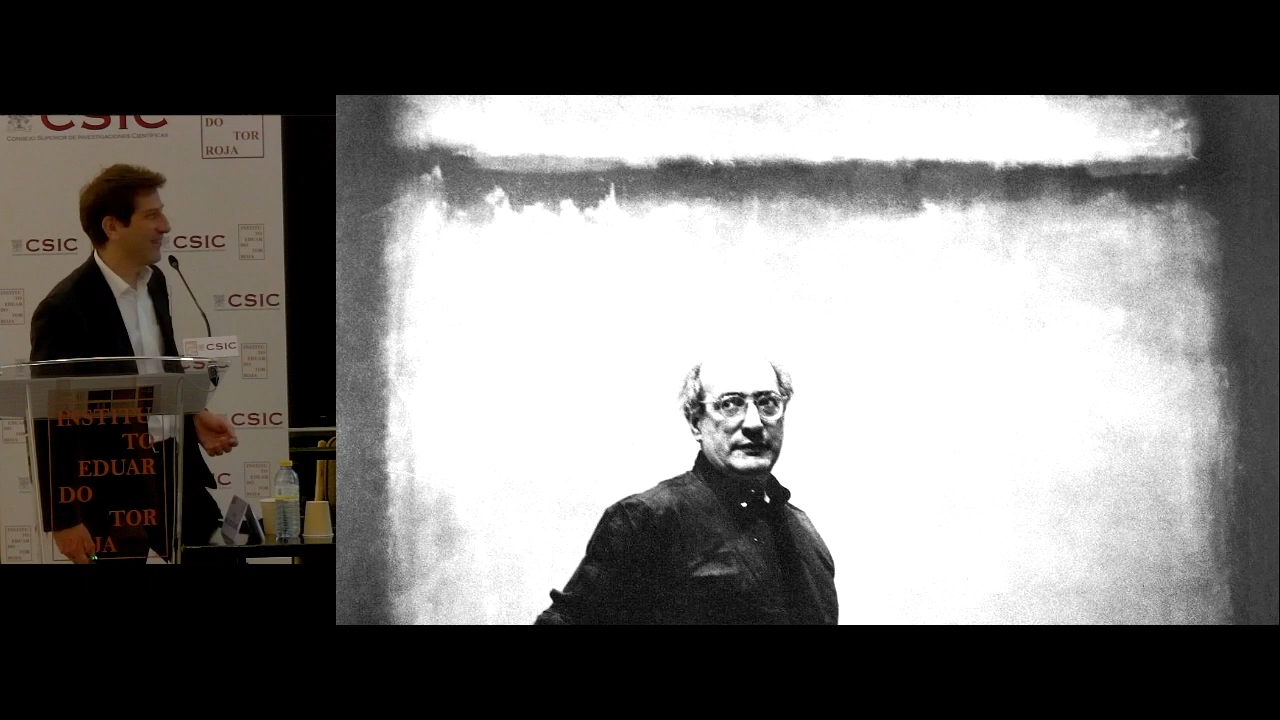 CSIC
CONSEJO SUPERIOR DE INVESTIGACIONES CIENTÍFICAS
DO
TOR
ROJA
CSIC
CSIC
CSIC
CSIC
CSIC
INSTITU
TO
EDUAR
DO
TOR
JA